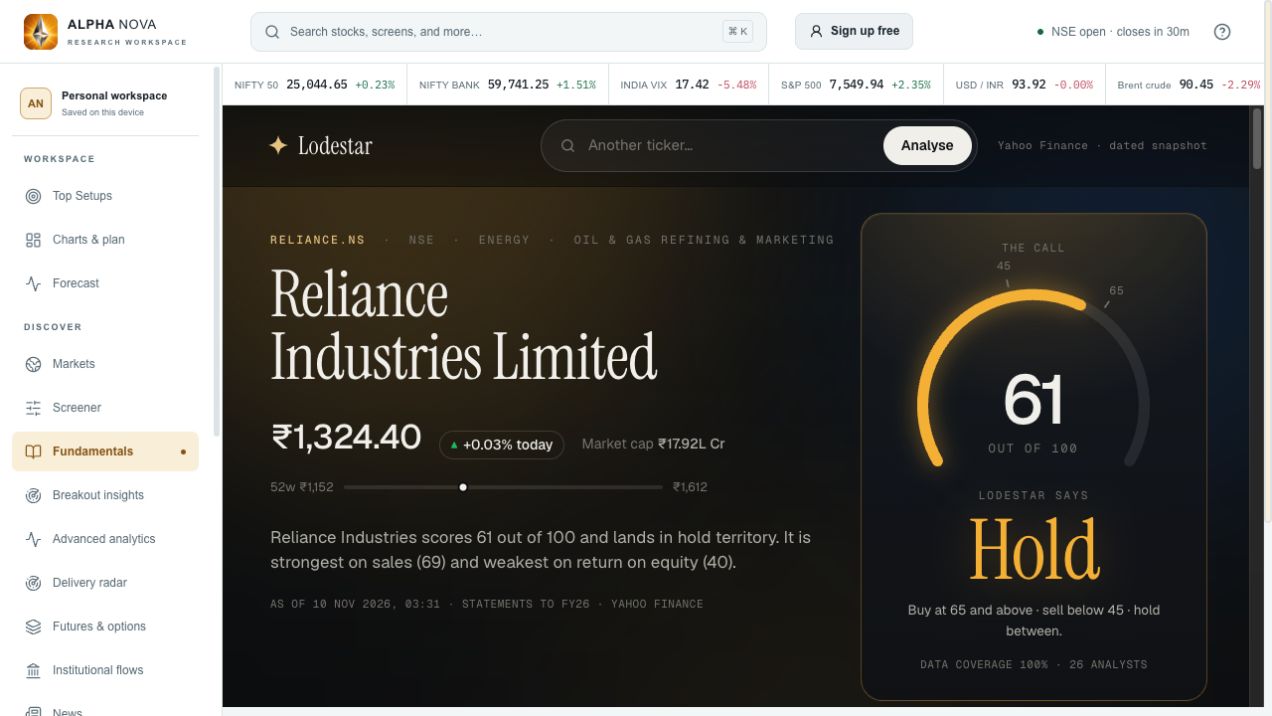 ALPHA NOVA
RESEARCH WORKSPACE
Search stocks, screens, and more…
⌘ K
Sign up free
NSE open · closes in 30m
AN
Personal workspace
Saved on this device
NIFTY 50 25,044.65 +0.23%
NIFTY BANK 59,741.25 +1.51%
INDIA VIX 17.42 -5.48%
S&P 500 7,549.94 +2.35%
USD / INR 93.92 -0.00%
Brent crude 90.45 -2.29%
WORKSPACE
Top Setups
Charts & plan
Forecast
DISCOVER
Markets
Screener
Fundamentals
Breakout insights
Advanced analytics
Delivery radar
Futures & options
Institutional flows
News
Lodestar
Another ticker…
Analyse
Yahoo Finance · dated snapshot
RELIANCE.NS · NSE · ENERGY · OIL & GAS REFINING & MARKETING
Reliance
Industries Limited
₹1,324.40
▲ +0.03% today
Market cap ₹17.92L Cr
52w ₹1,152
₹1,612
Reliance Industries scores 61 out of 100 and lands in hold territory. It is
strongest on sales (69) and weakest on return on equity (40).
AS OF 10 NOV 2026, 03:31 · STATEMENTS TO FY26 · YAHOO FINANCE
THE CALL
45
65
61
OUT OF 100
LODESTAR SAYS
Hold
Buy at 65 and above · sell below 45 · hold
between.
DATA COVERAGE 100% · 26 ANALYSTS